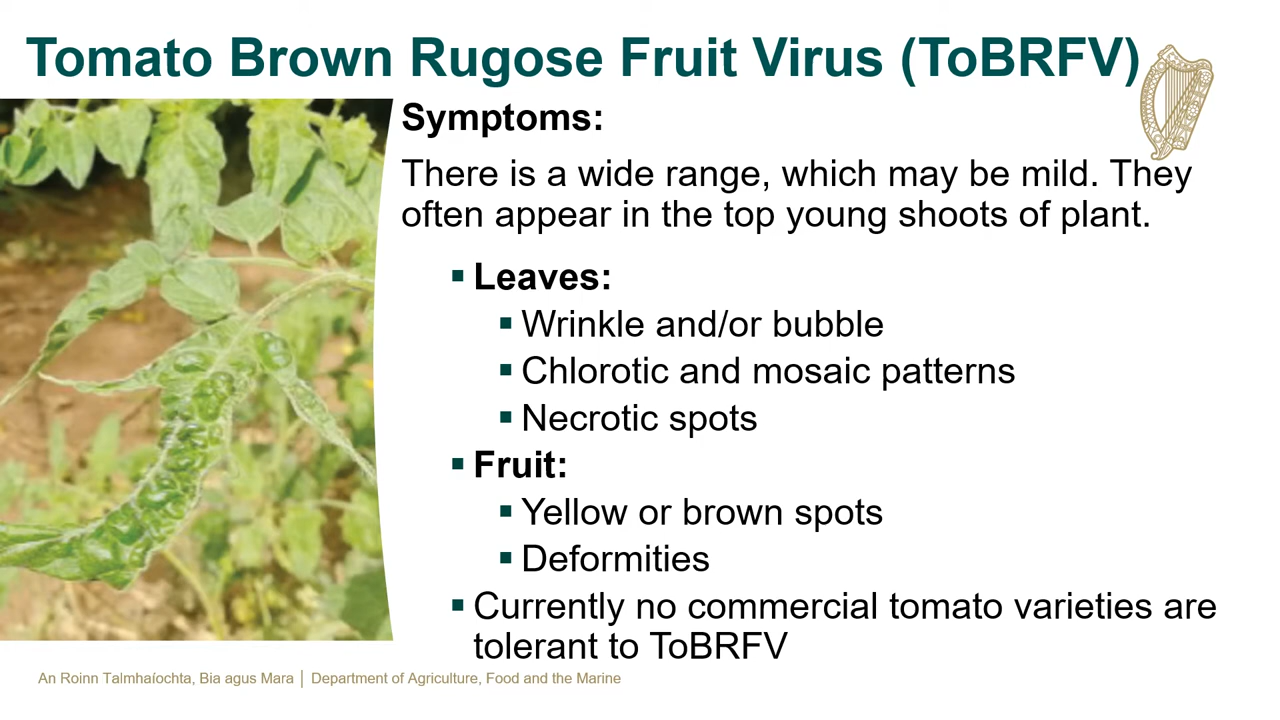 Tomato Brown Rugose Fruit Virus (ToBRFV)
Symptoms:
There is a wide range, which may be mild. They
often appear in the top young shoots of plant.
▪ Leaves:
▪ Wrinkle and/or bubble
▪ Chlorotic and mosaic patterns
▪ Necrotic spots
▪ Fruit:
▪ Yellow or brown spots
▪ Deformities
▪ Currently no commercial tomato varieties are
tolerant to ToBRFV
An Roinn Talmhaíochta, Bia agus Mara | Department of Agriculture, Food and the Marine